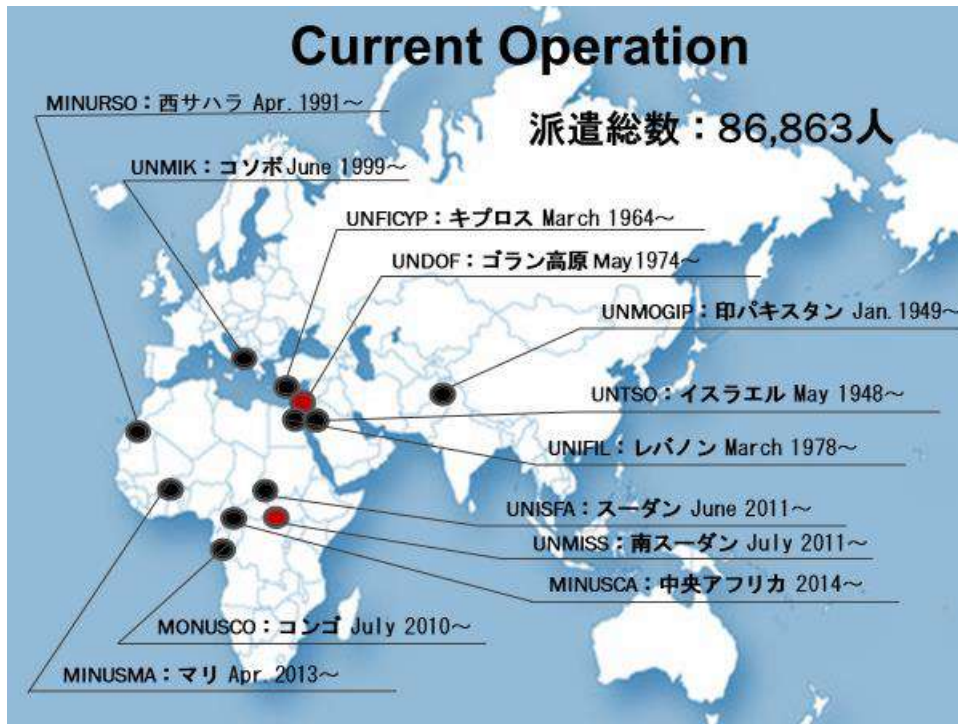 Current Operation
MINURSO：西サハラ Apr. 1991～
派遣総数：86,863人
UNMIK：コソボ June 1999～
UNFICYP：キプロス March 1964～
UNDOF：ゴラン高原 May 1974～
UNMOGIP：印パキスタン Jan. 1949～
UNTSO：イスラエル May 1948～
UNIFIL：レバノン March 1978～
UNISFA：スーダン June 2011～
UNMISS：南スーダン July 2011～
MINUSCA：中央アフリカ 2014～
MONUSCO：コンゴ July 2010～
MINUSMA：マリ Apr. 2013～